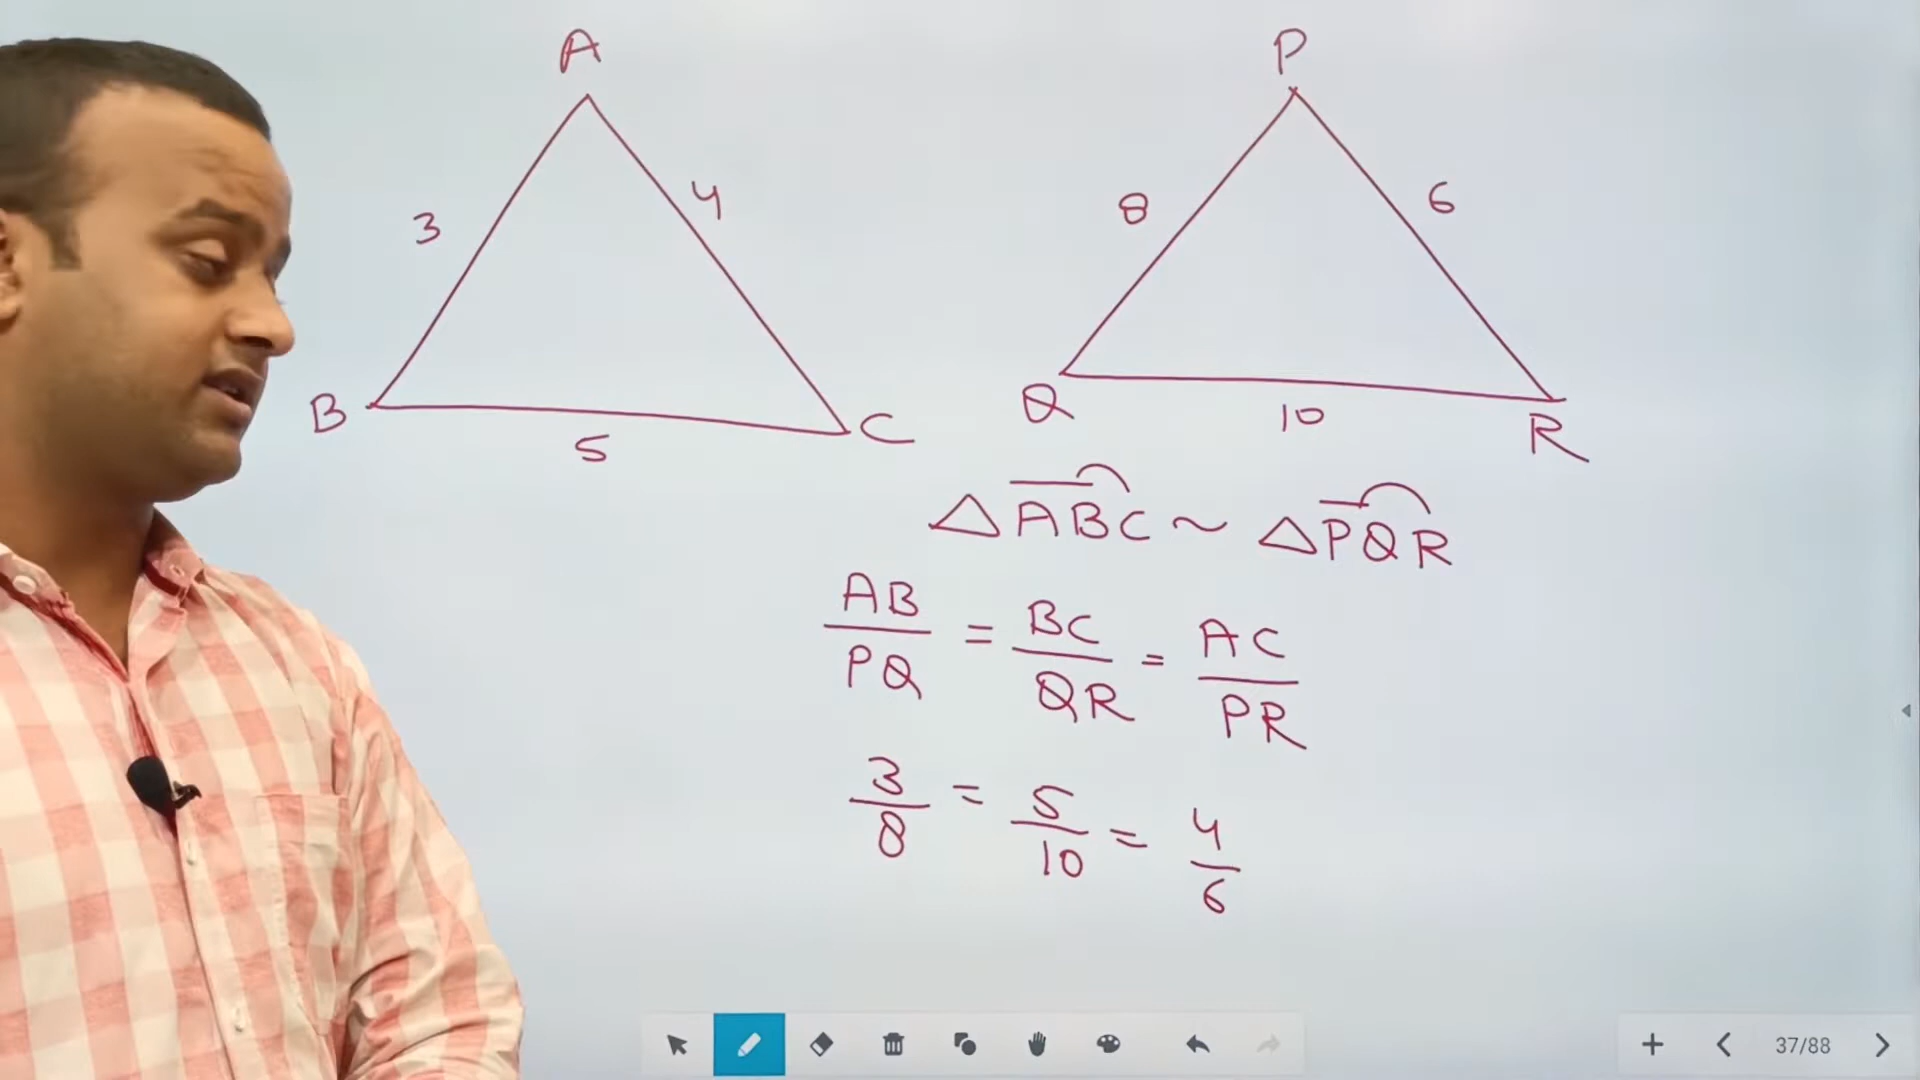 A
P
3
4
8
6
B
5
C
Q
10
R
△ABC ~ △PQR
AB/PQ = BC/QR = AC/PR
3/8 = 5/10 = 4/6
37/88